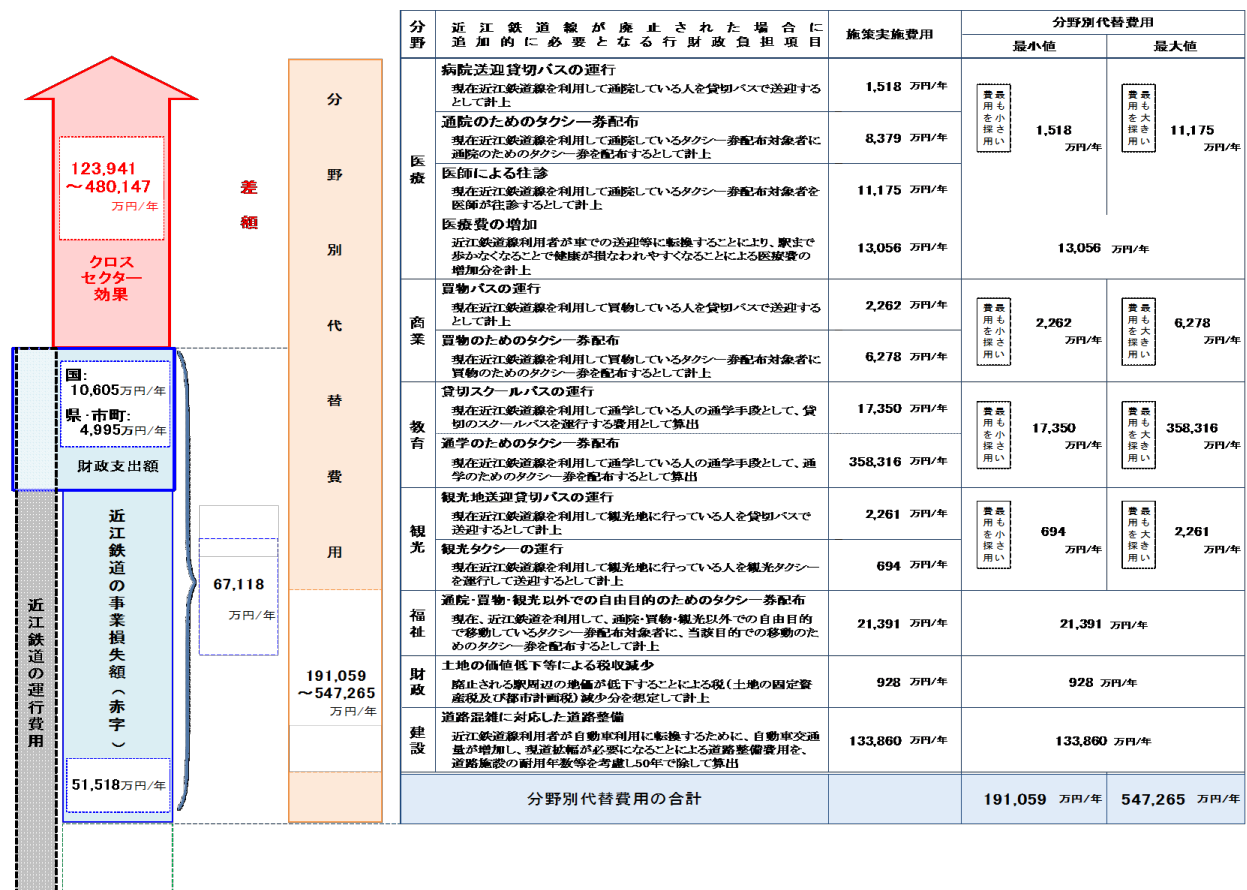 123,941
～480,147
万円/年
クロス
セクター
効果
差額
国:
10,605万円/年
県･市町:
4,995万円/年
財政支出額
近江鉄道の事業損失額(赤字)
51,518万円/年
近江鉄道の運行費用
67,118
万円/年
分野別代替費用
191,059
～547,265
万円/年
分野
近江鉄道線が廃止された場合に
追加的に必要となる行財政負担項目
施策実施費用
分野別代替費用
最小値
最大値
医療
病院送迎貸切バスの運行
現在近江鉄道線を利用して通院している人を貸切バスで送迎する
として計上
1,518 万円/年
通院のためのタクシー券配布
現在近江鉄道線を利用して通院しているタクシー券配布対象者に
通院のためのタクシー券を配布するとして計上
8,379 万円/年
医師による往診
現在近江鉄道線を利用して通院しているタクシー券配布対象者を
医師が往診するとして計上
11,175 万円/年
最も小さい費用を採用
1,518
万円/年
最も大きい費用を採用
11,175
万円/年
医療費の増加
近江鉄道線利用者が車での送迎等に転換することにより、駅まで
歩かなくなることで健康が損なわれやすくなることによる医療費の
増加分を計上
13,056 万円/年
13,056 万円/年
商業
買物バスの運行
現在近江鉄道線を利用して買物している人を貸切バスで送迎する
として計上
2,262 万円/年
買物のためのタクシー券配布
現在近江鉄道線を利用して買物しているタクシー券配布対象者に
買物のためのタクシー券を配布するとして計上
6,278 万円/年
最も小さい費用を採用
2,262
万円/年
最も大きい費用を採用
6,278
万円/年
教育
貸切スクールバスの運行
現在近江鉄道線を利用して通学している人の通学手段として、貸
切のスクールバスを運行する費用として算出
17,350 万円/年
通学のためのタクシー券配布
現在近江鉄道線を利用して通学している人の通学手段として、通
学のためのタクシー券を配布するとして算出
358,316 万円/年
最も小さい費用を採用
17,350
万円/年
最も大きい費用を採用
358,316
万円/年
観光
観光地送迎貸切バスの運行
現在近江鉄道線を利用して観光地に行っている人を貸切バスで
送迎するとして計上
2,261 万円/年
観光タクシーの運行
現在近江鉄道線を利用して観光地に行っている人を観光タクシー
を運行して送迎するとして計上
694 万円/年
最も小さい費用を採用
694
万円/年
最も大きい費用を採用
2,261
万円/年
福祉
通院･買物･観光以外での自由目的のためのタクシー券配布
現在、近江鉄道を利用して、通院･買物･観光以外での自由目的
で移動しているタクシー券配布対象者に、当該目的での移動のた
めのタクシー券を配布するとして計上
21,391 万円/年
21,391 万円/年
財政
土地の価値低下等による税収減少
廃止される駅周辺の地価が低下することによる税(土地の固定資
産税及び都市計画税)減少分を想定して計上
928 万円/年
928 万円/年
建設
道路混雑に対応した道路整備
近江鉄道線利用者が自動車利用に転換するために、自動車交通
量が増加し、現道拡幅が必要になることによる道路整備費用を、
道路施設の耐用年数等を考慮し50年で除して算出
133,860 万円/年
133,860 万円/年
分野別代替費用の合計
191,059 万円/年
547,265 万円/年